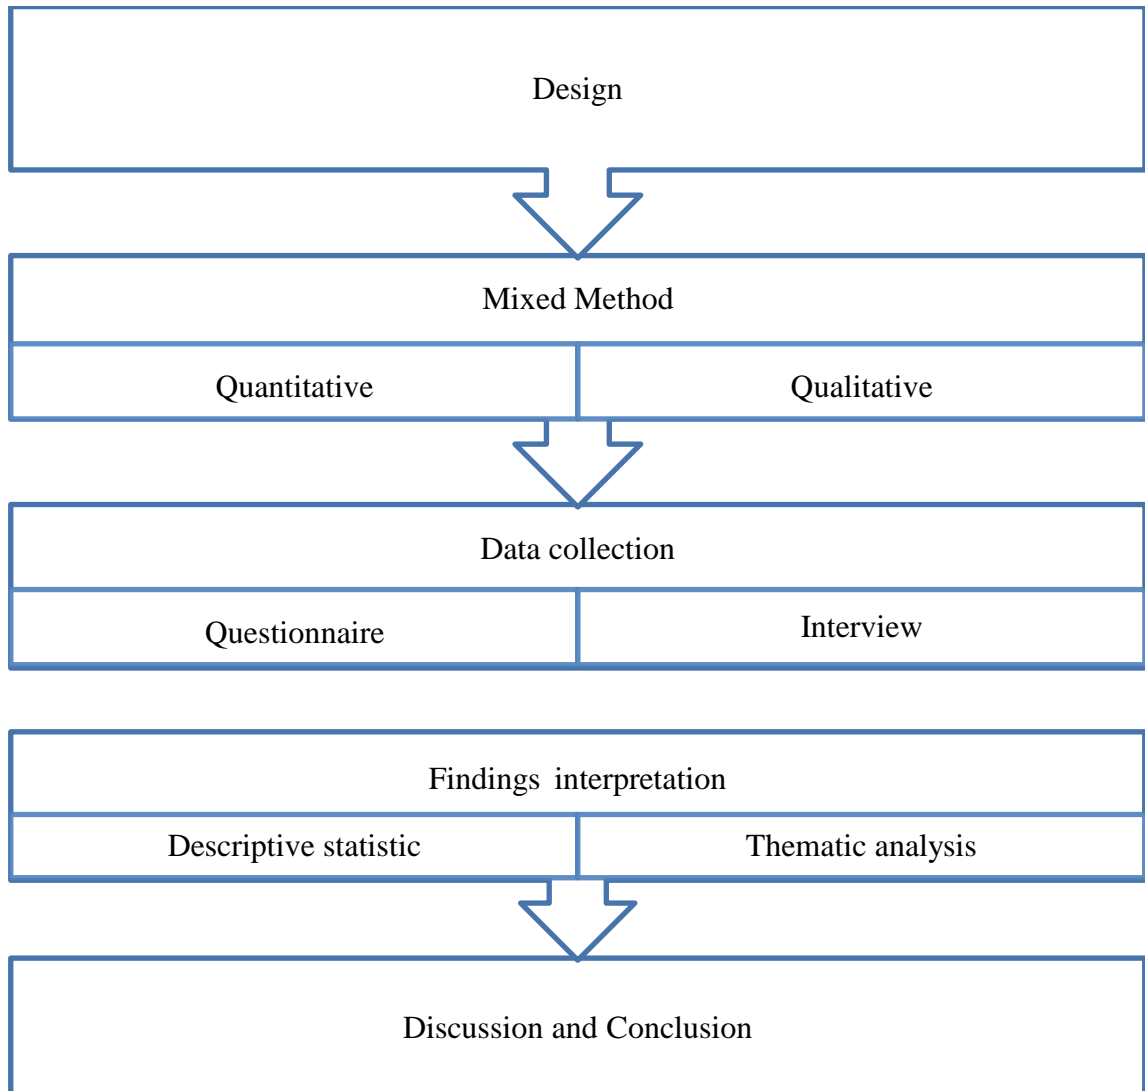 Design
Mixed Method
Quantitative
Qualitative
Data collection
Questionnaire
Interview
Findings interpretation
Descriptive statistic
Thematic analysis
Discussion and Conclusion